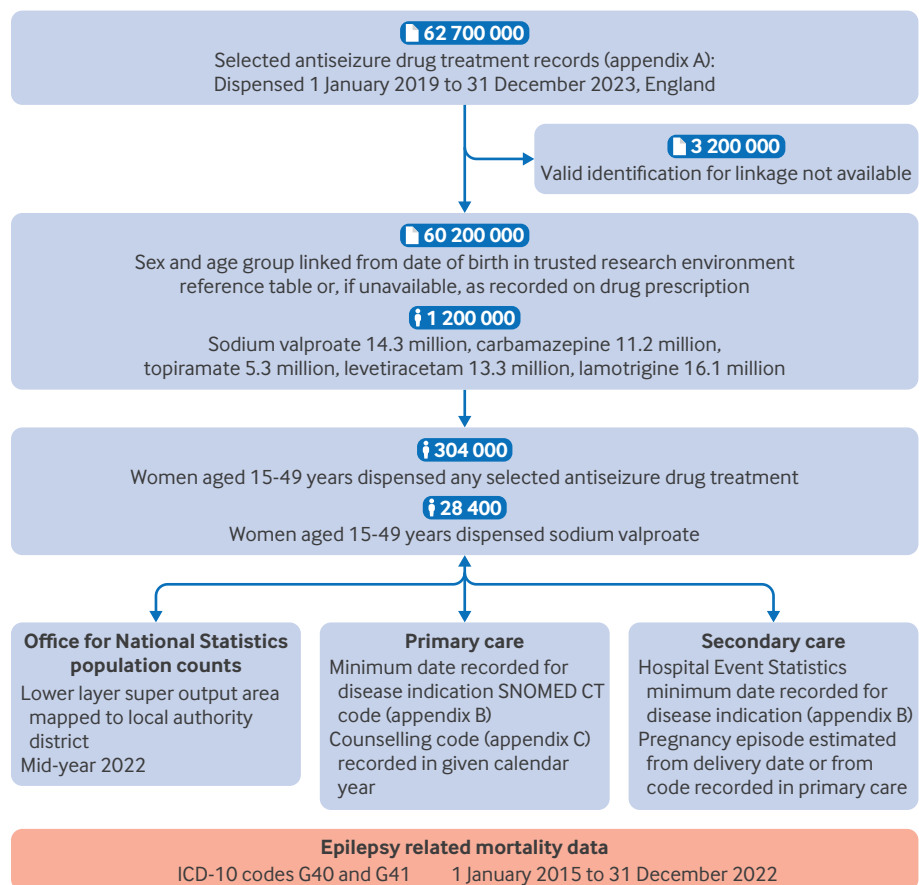 62 700 000
Selected antiseizure drug treatment records (appendix A):
Dispensed 1 January 2019 to 31 December 2023, England
3 200 000
Valid identification for linkage not available
60 200 000
Sex and age group linked from date of birth in trusted research environment
reference table or, if unavailable, as recorded on drug prescription
1 200 000
Sodium valproate 14.3 million, carbamazepine 11.2 million,
topiramate 5.3 million, levetiracetam 13.3 million, lamotrigine 16.1 million
304 000
Women aged 15-49 years dispensed any selected antiseizure drug treatment
28 400
Women aged 15-49 years dispensed sodium valproate
Office for National Statistics
population counts
Lower layer super output area
mapped to local authority
district
Mid-year 2022
Primary care
Minimum date recorded for
disease indication SNOMED CT
code (appendix B)
Counselling code (appendix C)
recorded in given calendar
year
Secondary care
Hospital Event Statistics
minimum date recorded for
disease indication (appendix B)
Pregnancy episode estimated
from delivery date or from
code recorded in primary care
Epilepsy related mortality data
ICD-10 codes G40 and G41 1 January 2015 to 31 December 2022